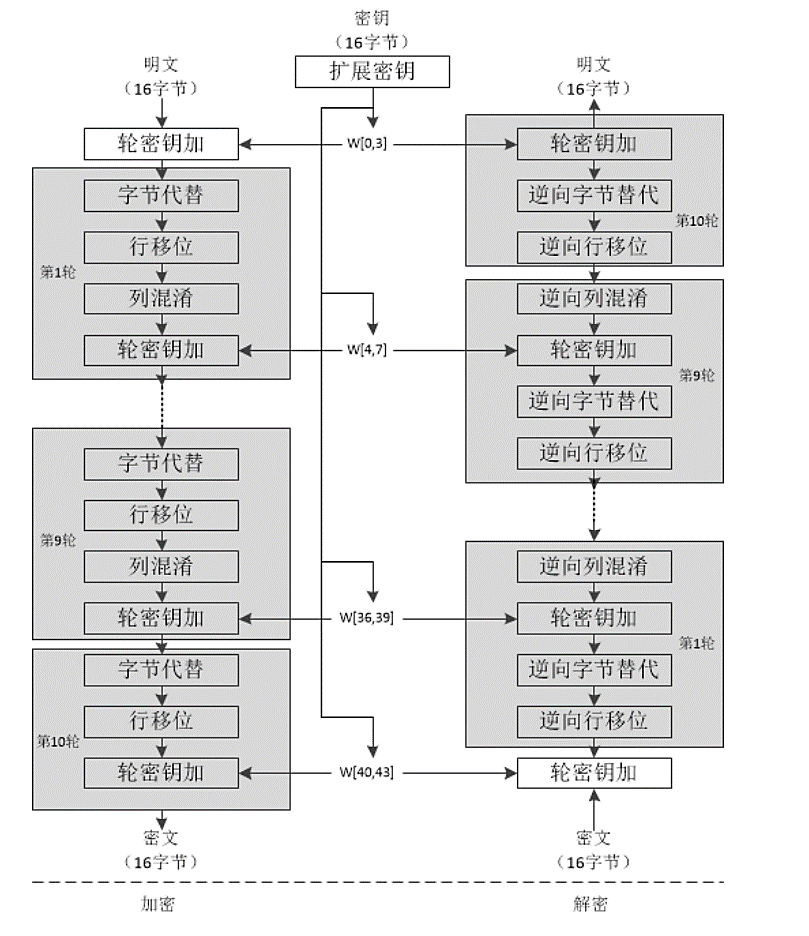 密钥
（16字节）
扩展密钥
明文
（16字节）
轮密钥加
字节代替
行移位
第1轮
列混淆
轮密钥加
字节代替
行移位
第9轮
列混淆
轮密钥加
字节代替
行移位
第10轮
轮密钥加
密文
（16字节）
加密
W[0,3]
W[4,7]
W[36,39]
W[40,43]
明文
（16字节）
轮密钥加
逆向字节替代
第10轮
逆向行移位
逆向列混淆
轮密钥加
第9轮
逆向字节替代
逆向行移位
逆向列混淆
轮密钥加
第1轮
逆向字节替代
逆向行移位
轮密钥加
密文
（16字节）
解密